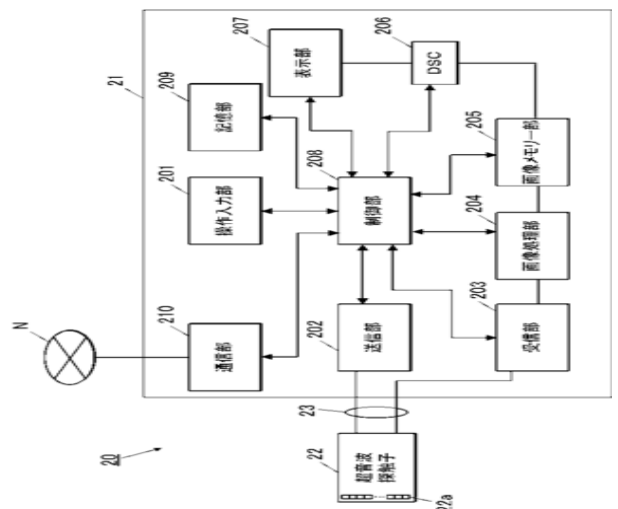 20
N
21
210
通信部
201
操作入力部
209
記憶部
207
表示部
206
DSC
208
制御部
22
超音波
探触子
22a
23
202
送信部
203
受信部
204
画像処理部
205
画像メモリー部